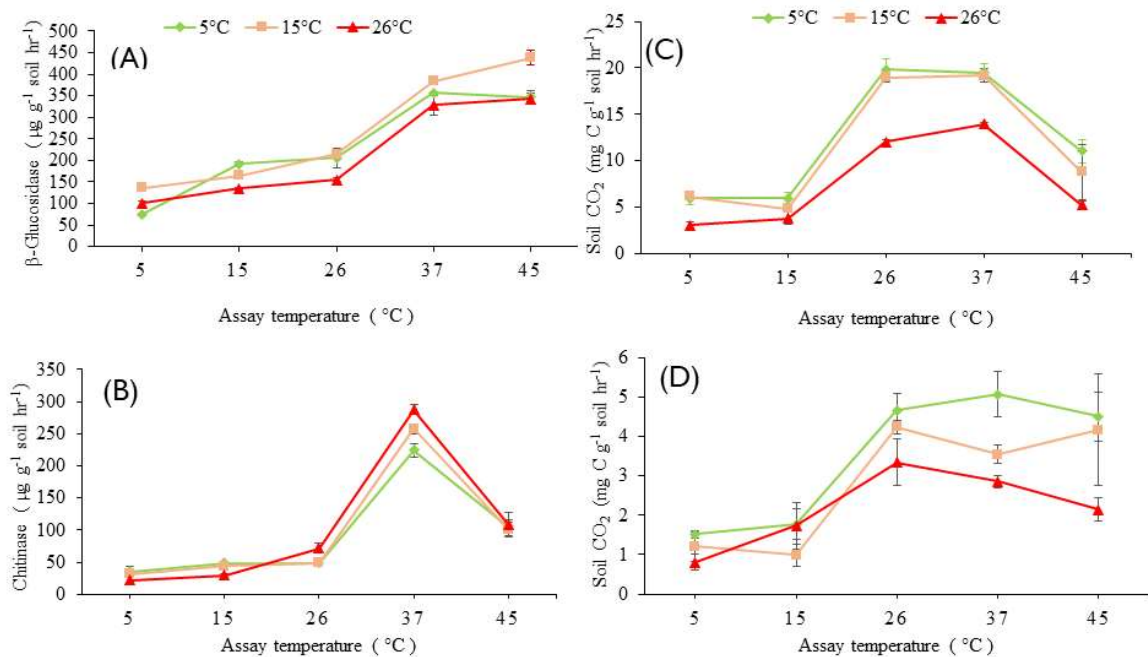 5°C 15°C 26°C
(A)
500
450
400
350
300
250
200
150
100
50
0
β-Glucosidase ( μg g-1 soil hr-1)
5 15 26 37 45
Assay temperature ( °C )
5°C 15°C 26°C
(C)
25
20
15
10
5
0
Soil CO2 (mg C g-1 soil hr-1)
5 15 26 37 45
Assay temperature ( °C )
(B)
350
300
250
200
150
100
50
0
Chitinase ( μg g-1 soil hr-1)
5 15 26 37 45
Assay temperature ( °C )
(D)
6
5
4
3
2
1
0
Soil CO2 (mg C g-1 soil hr-1)
5 15 26 37 45
Assay temperature ( °C )